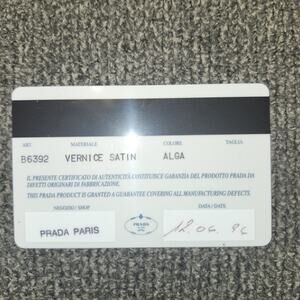 ART MATERIALE COLORE TAGLIA
B6392 VERNICE SATIN ALGA
IL PRESENTE CERTIFICATO DI AUTENTICITÀ COSTITUISCE GARANZIA DEL PRODOTTO PRADA DA
DIFETTI ORIGINARI DI FABBRICAZIONE.
THIS PRADA PRODUCT IS GRANTED A GUARANTEE COVERING ALL MANUFACTURING DEFECTS.
NEGOZIO / SHOP DATA / DATE
PRADA PARIS PRADA 12.06.96